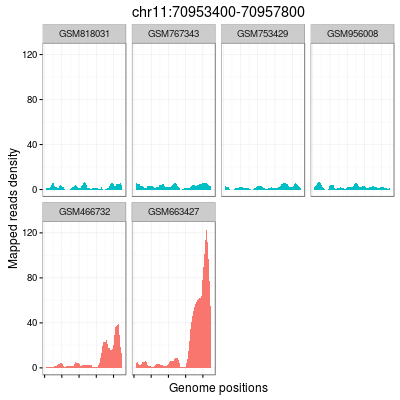 chr11:70953400-70957800
GSM818031 GSM767343 GSM753429 GSM956008
120
80
40
0
Mapped reads density
GSM466732 GSM663427
120
80
40
0
Genome positions